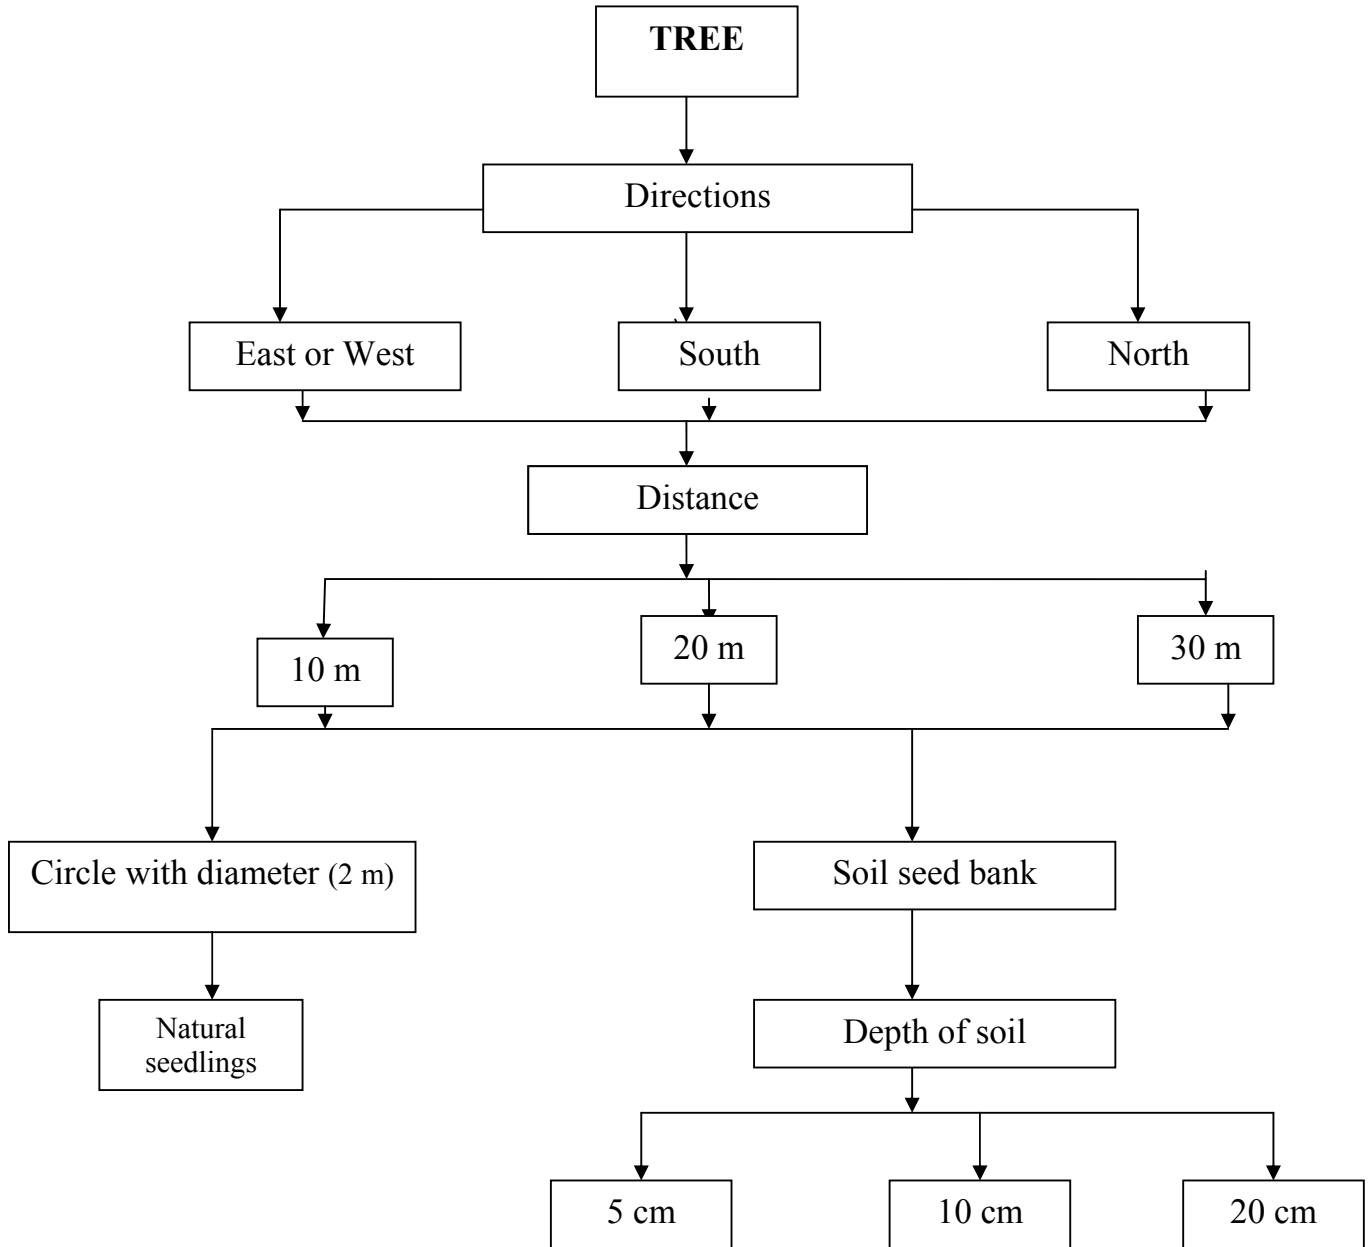 TREE
Directions
East or West
South
North
Distance
10 m
20 m
30 m
Circle with diameter (2 m)
Soil seed bank
Natural
seedlings
Depth of soil
5 cm
10 cm
20 cm